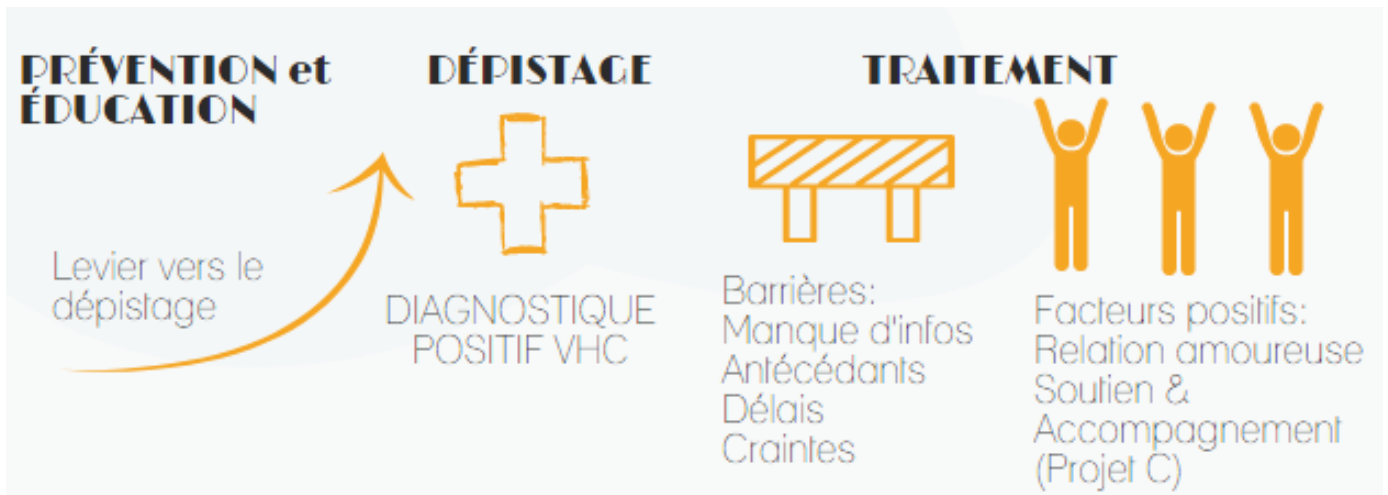 PRÉVENTION et
ÉDUCATION
Levier vers le
dépistage
DÉPISTAGE
DIAGNOSTIQUE
POSITIF VHC
TRAITEMENT
Barrières:
Manque d'infos
Antécédants
Délais
Craintes
Facteurs positifs:
Relation amoureuse
Soutien &
Accompagnement
(Projet C)